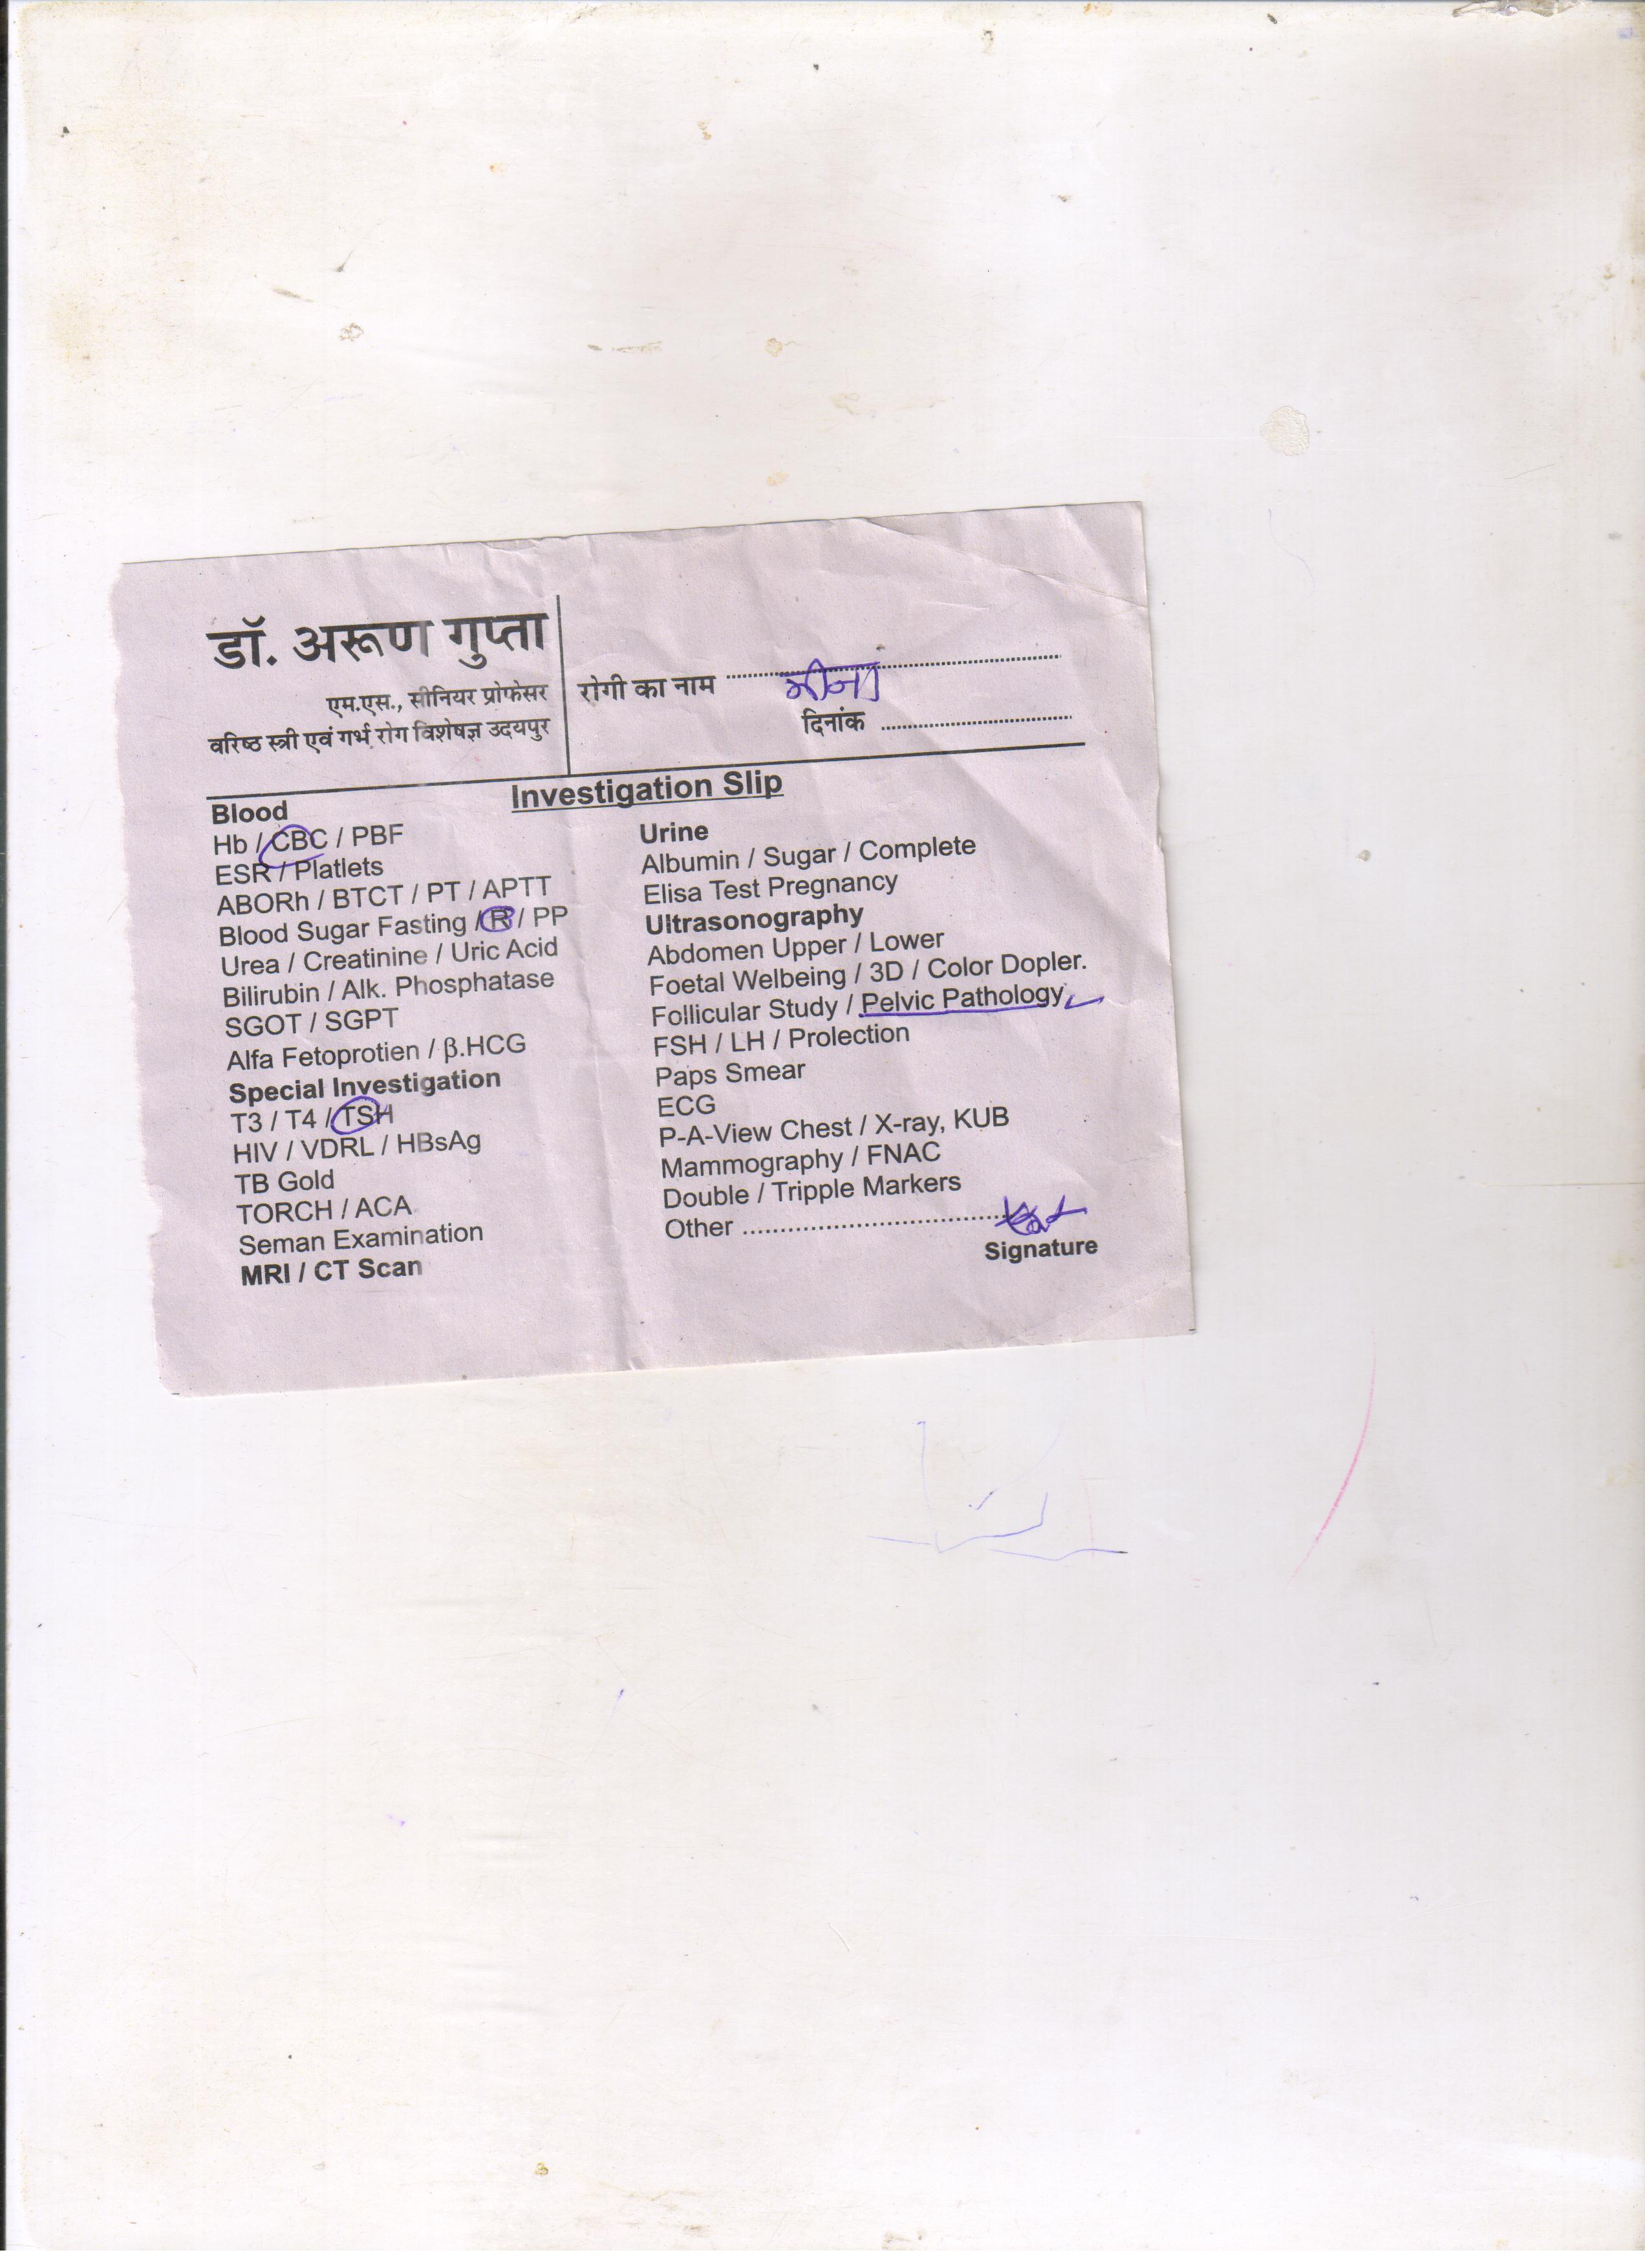 डॉ. अरूण गुप्ता
एम.एस., सीनियर प्रोफेसर
वरिष्ठ स्त्री एवं गर्भ रोग विशेषज्ञ उदयपुर
रोगी का नाम
दिनांक
Investigation Slip
Blood
Hb / CBC / PBF
ESR / Platlets
ABORh / BTCT / PT / APTT
Blood Sugar Fasting / R / PP
Urea / Creatinine / Uric Acid
Bilirubin / Alk. Phosphatase
SGOT / SGPT
Alfa Fetoprotien / β.HCG
Special Investigation
T3 / T4 / TSH
HIV / VDRL / HBsAg
TB Gold
TORCH / ACA
Seman Examination
MRI / CT Scan
Urine
Albumin / Sugar / Complete
Elisa Test Pregnancy
Ultrasonography
Abdomen Upper / Lower
Foetal Welbeing / 3D / Color Dopler.
Follicular Study / Pelvic Pathology
FSH / LH / Prolection
Paps Smear
ECG
P-A-View Chest / X-ray, KUB
Mammography / FNAC
Double / Tripple Markers
Other ....................................
Signature